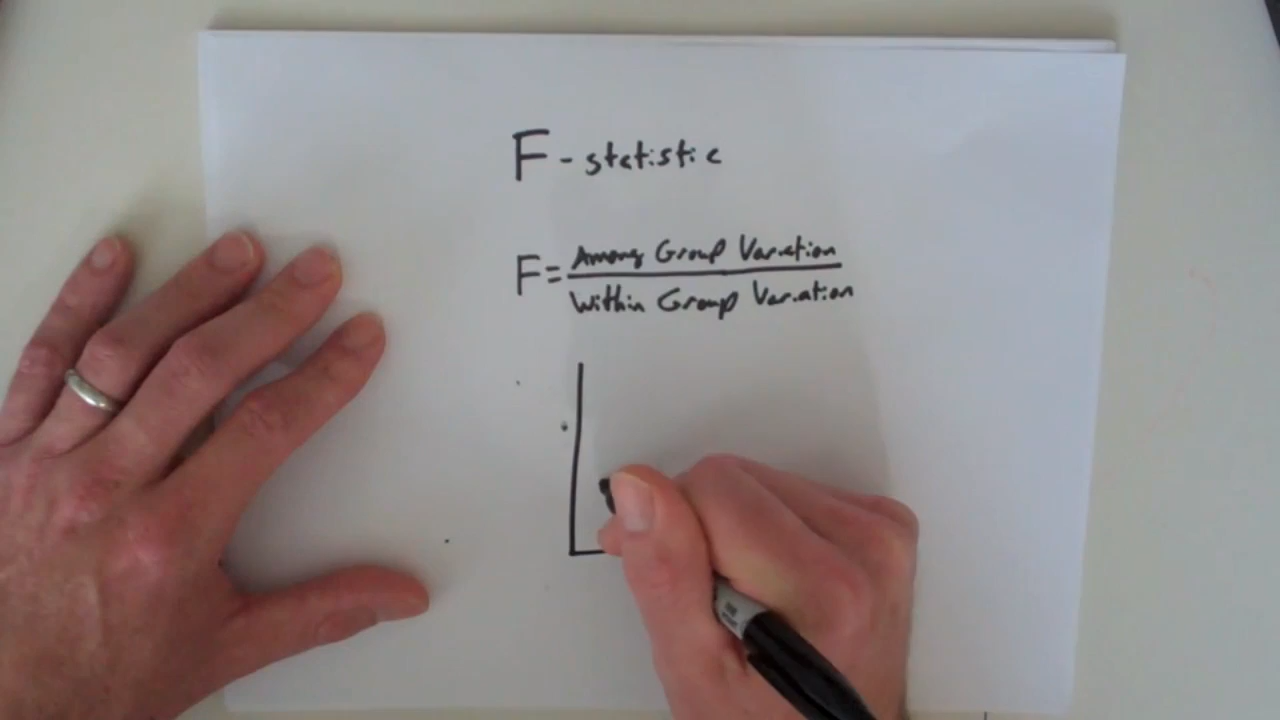 F - statistic
F = Among Group Variation
Within Group Variation